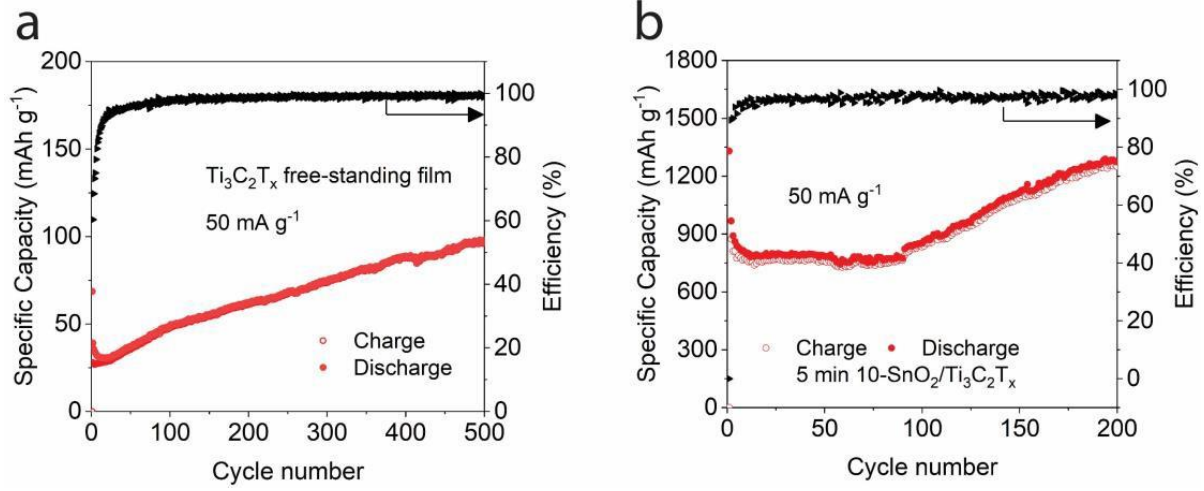 a
Specific Capacity (mAh g⁻¹)
200
150
100
50
0
Ti₃C₂Tₓ free-standing film
50 mA g⁻¹
Charge
Discharge
0 100 200 300 400 500
Cycle number
100
80
60
40
20
0
Efficiency (%)
b
Specific Capacity (mAh g⁻¹)
1800
1500
1200
900
600
300
0
50 mA g⁻¹
Charge Discharge
5 min 10-SnO₂/Ti₃C₂Tₓ
0 50 100 150 200
Cycle number
100
80
60
40
20
0
Efficiency (%)